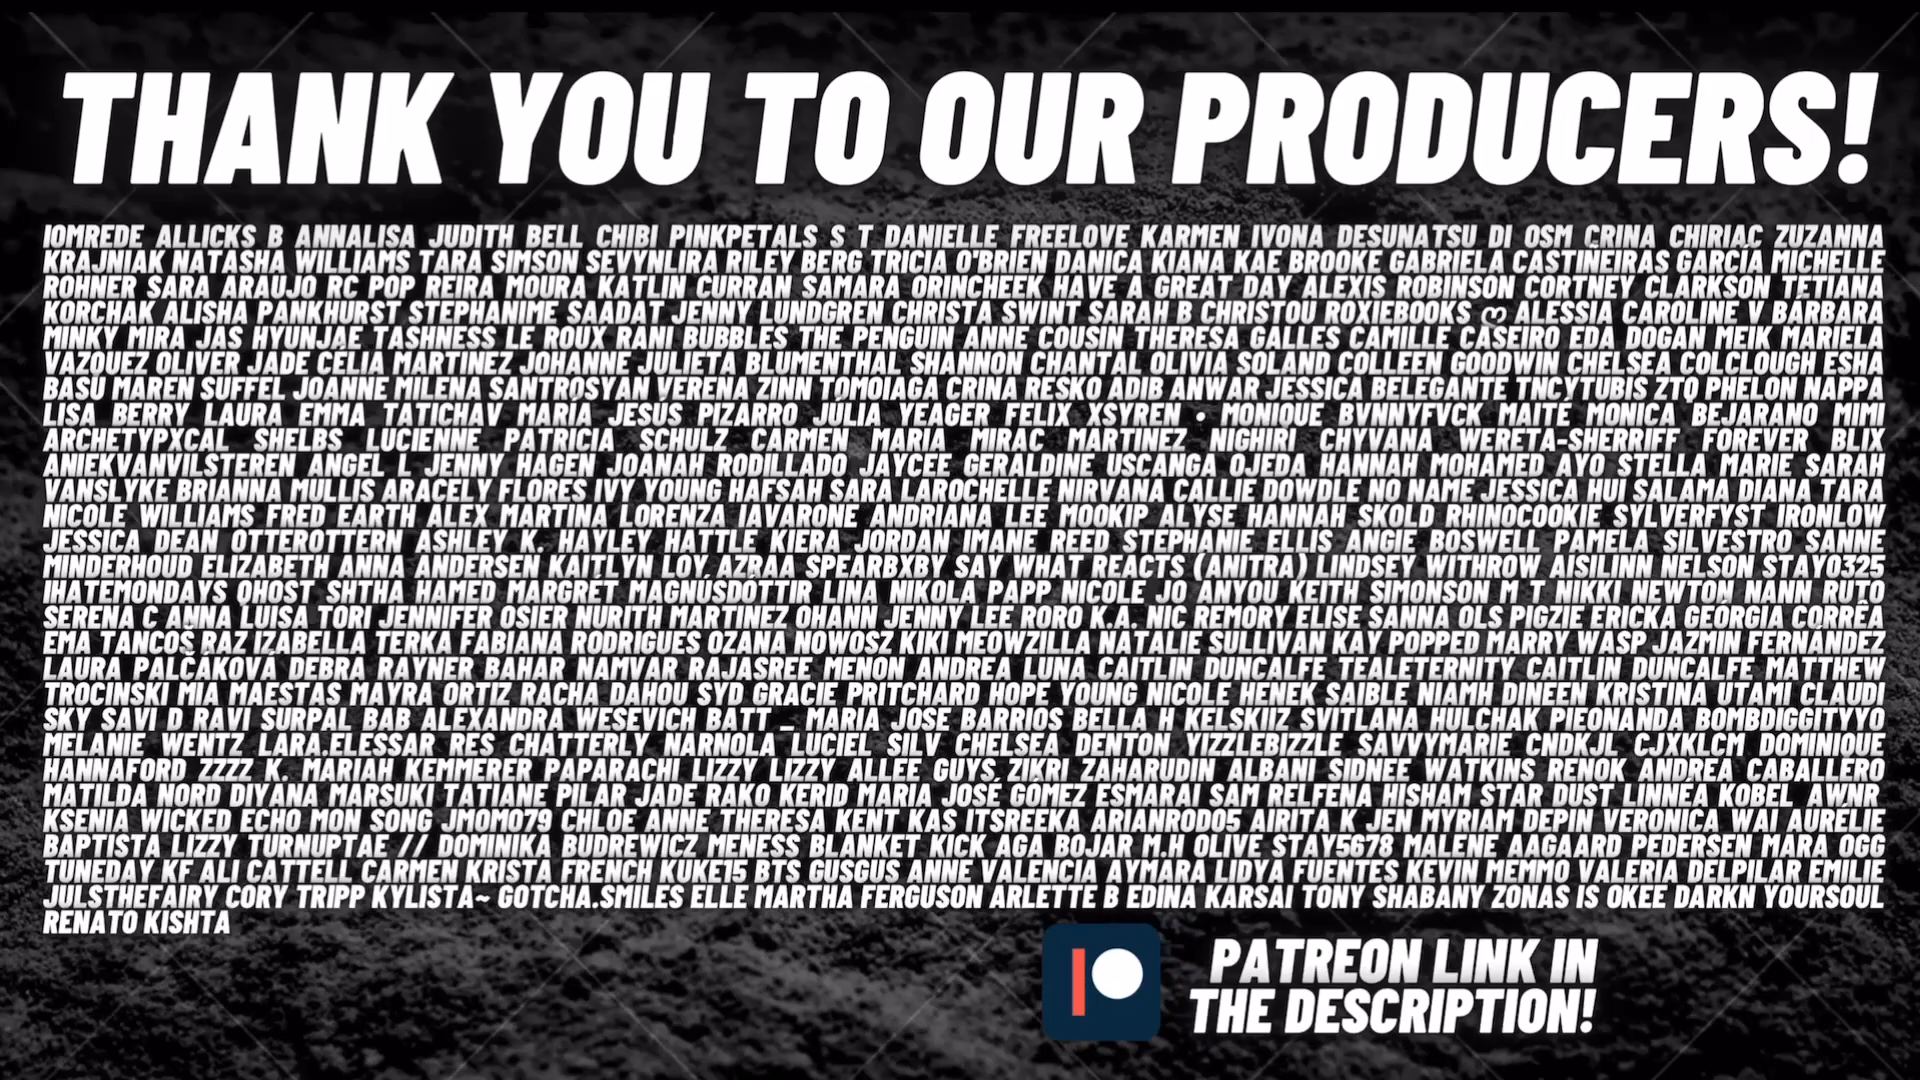 THANK YOU TO OUR PRODUCERS!
IOMREDE ALLICKS B ANNALISA JUDITH BELL CHIBI PINKPETALS S T DANIELLE FREELOVE KARMEN IVONA DESUNATSU DI OSM CRINA CHIRIAC ZUZANNA
KRAJNIAK NATASHA WILLIAMS TARA SIMSON SEVYNLIRA RILEY BERG TRICIA O'BRIEN DANICA KIANA KAE BROOKE GABRIELA CASTIÑEIRAS GARCÍA MICHELLE
ROHNER SARA ARAUJO RC POP REIRA MOURA KATLIN CURRAN SAMARA ORINCHEEK HAVE A GREAT DAY ALEXIS ROBINSON CORTNEY CLARKSON TETIANA
KORCHAK ALISHA PANKHURST STEPHANIME SAADAT JENNY LUNDGREN CHRISTA SWINT SARAH B CHRISTOU ROXIEBOOKS ღ ALESSIA CAROLINE V BÁRBARA
MINKY MIRA JAS HYUNJAE TASHNESS LE ROUX RANI BUBBLES THE PENGUIN ANNE COUSIN THERESA GALLES CAMILLE CASEIRO EDA DOGAN MEIK MARIELA
VAZQUEZ OLIVER JADE CELIA MARTINEZ JOHANNE JULIETA BLUMENTHAL SHANNON CHANTAL OLIVIA SOLAND COLLEEN GOODWIN CHELSEA COLCLOUGH ESHA
BASU MAREN SUFFEL JOANNE MILENA SANTROSYAN VERENA ZINN TOMOIAGA CRINA RESKO ADIB ANWAR JESSICA BELEGANTE TNCYTUBIS ZTQ PHELON NAPPA
LISA BERRY LAURA EMMA TATICHAV MARÍA JESÚS PIZARRO JÚLIA YEAGER FELIX XSYREN • MONIQUE BVNNYFVCK MAITE MONICA BEJARANO MIMI
ARCHETYPXCAL SHELBS LUCIENNE PATRICIA SCHULZ CARMEN MARIA MIRAC MARTINEZ NIGHIRI CHYVANA WERETA-SHERRIFF FOREVER BLIX
ANIEKVANVILSTEREN ANGEL L JENNY HAGEN JOANAH RODILLADO JAYCEE GERALDINE USCANGA OJEDA HANNAH MOHAMED AYO STELLA MARIE SARAH
VANSLYKE BRIANNA MULLIS ARACELY FLORES IVY YOUNG HAFSAH SARA LAROCHELLE NIRVANA CALLIE DOWDLE NO NAME JESSICA HUI SALAMA DIANA TARA
NICOLE WILLIAMS FRED EARTH ALEX MARTINA LORENZA IAVARONE ANDRIANA LEE MOOKIP ALYSE HANNAH SKOLD RHINOCOOKIE SYLVERFYST IRONLOW
JESSICA DEAN OTTEROTTERN ASHLEY K. HAYLEY HATTLE KIERA JORDAN IMANE REED STEPHANIE ELLIS ANGIE BOSWELL PAMELA SILVESTRO SANNE
MINDERHOUD ELIZABETH ANNA ANDERSEN KAITLYN LOY AZRAA SPEARBXBY SAY WHAT REACTS (ANITRA) LINDSEY WITHROW AISILINN NELSON STAY0325
IHATEMONDAYS QHOST SHTHA HAMED MARGRÉT MAGNÚSDÓTTIR LINA NIKOLA PAPP NICOLE JO ANYOU KEITH SIMONSON M T NIKKI NEWTON NANN RUTO
SERENA C ANNA LUISA TORI JENNIFER OSIER NURITH MARTINEZ OHANN JENNY LEE RORO K.A. NIC REMORY ELISE SANNA OLS PIGZIE ERICKA GEÓRGIA CORRÊA
EMA TANCOŠ RAZ IZABELLA TERKA FABIANA RODRIGUES OZANA NOWOSZ KIKI MEOWZILLA NATALIE SULLIVAN KAY POPPED MARRY WASP JAZMIN FERNÁNDEZ
LAURA PALČÁKOVÁ DEBRA RAYNER BAHAR NAMVAR RAJASREE MENON ANDREA LUNA CAITLIN DUNCALFE TEALETERNITY CAITLIN DUNCALFE MATTHEW
TROCINSKI MIA MAESTAS MAYRA ORTIZ RACHA DAHOU SYD GRACIE PRITCHARD HOPE YOUNG NICOLE HENEK SAIBLE NIAMH DINEEN KRISTINA UTAMI CLAUDI
SKY SAVI D RAVI SURPAL BAB ALEXANDRA WESEVICH BATT _ MARIA JOSE BARRIOS BELLA H KELSKIIZ SVITLANA HULCHAK PIEONANDA BOMBDIGGITYYO
MELANIE WENTZ LARA.ELESSAR RES CHATTERLY NARNOLA LUCIEL SILV CHELSEA DENTON YIZZLEBIZZLE SAVVYMARIE CNDKJL CJXKLCM DOMINIQUE
HANNAFORD ZZZZ K. MARIAH KEMMERER PAPARACHI LIZZY LIZZY ALLEE GUYS ZIKRI ZAHARUDIN ALBANI SIDNEE WATKINS RENOK ANDREA CABALLERO
MATILDA NORD DIYANA MARSUKI TATIANE PILAR JADE RAKO KERID MARIA JOSÉ GÓMEZ ESMARAI SAM RELFENA HISHAM STAR DUST LINNÉA KOBEL AWNR
KSENIA WICKED ECHO MON SONG JMOMO79 CHLOE ANNE THERESA KENT KAS ITSREEKA ARIANROD05 AIRITA K JEN MYRIAM DEPIN VERONICA WAI AURÉLIE
BAPTISTA LIZZY TURNUPTAE // DOMINIKA BUDREWICZ MENESS BLANKET KICK AGA BOJAR M.H OLIVE STAY5678 MALENE AAGAARD PEDERSEN MARA OGG
TUNEDAY KF ALI CATTELL CARMEN KRISTA FRENCH KUKE15 BTS GUSGUS ANNE VALENCIA AYMARA LIDYA FUENTES KEVIN MEMMO VALERIA DELPILAR EMILIE
JULSTHEFAIRY CORY TRIPP KYLISTA~ GOTCHA.SMILES ELLE MARTHA FERGUSON ARLETTE B EDINA KARSAI TONY SHABANY ZONAS IS OKEE DARKN YOURSOUL
RENATO KISHTA
PATREON LINK IN
THE DESCRIPTION!